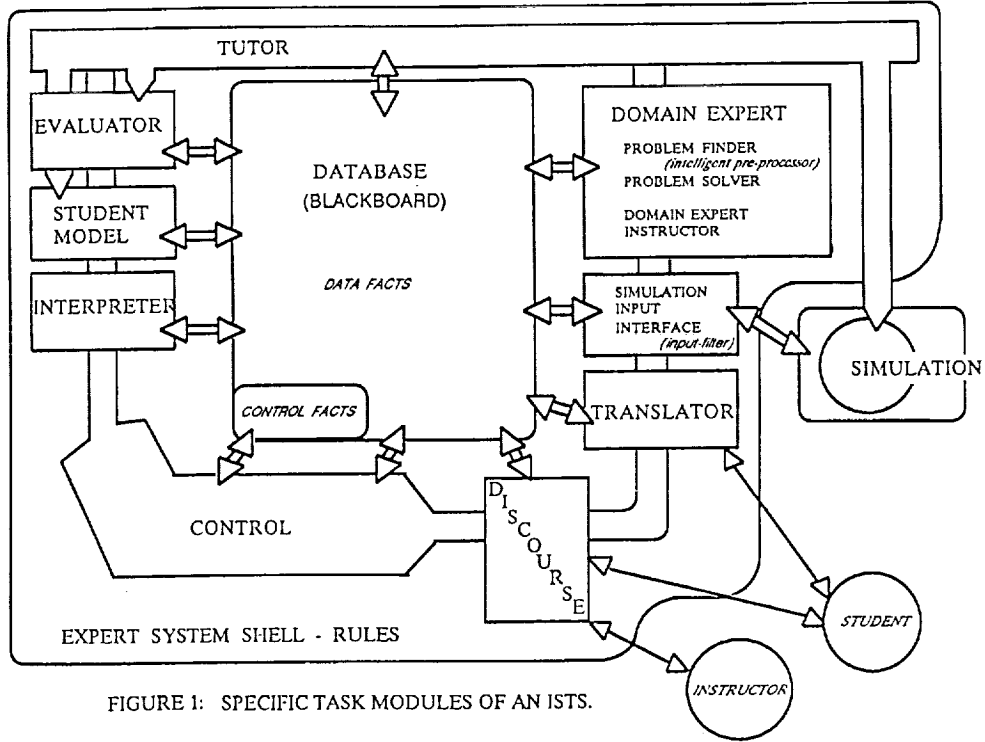 TUTOR
EVALUATOR
STUDENT
MODEL
INTERPRETER
DATABASE
(BLACKBOARD)
DATA FACTS
CONTROL FACTS
DOMAIN EXPERT
PROBLEM FINDER
(intelligent pre-processor)
PROBLEM SOLVER
DOMAIN EXPERT
INSTRUCTOR
SIMULATION
INPUT
INTERFACE
(input-filter)
SIMULATION
TRANSLATOR
CONTROL
DISCOURSE
STUDENT
INSTRUCTOR
EXPERT SYSTEM SHELL - RULES
FIGURE 1: SPECIFIC TASK MODULES OF AN ISTS.